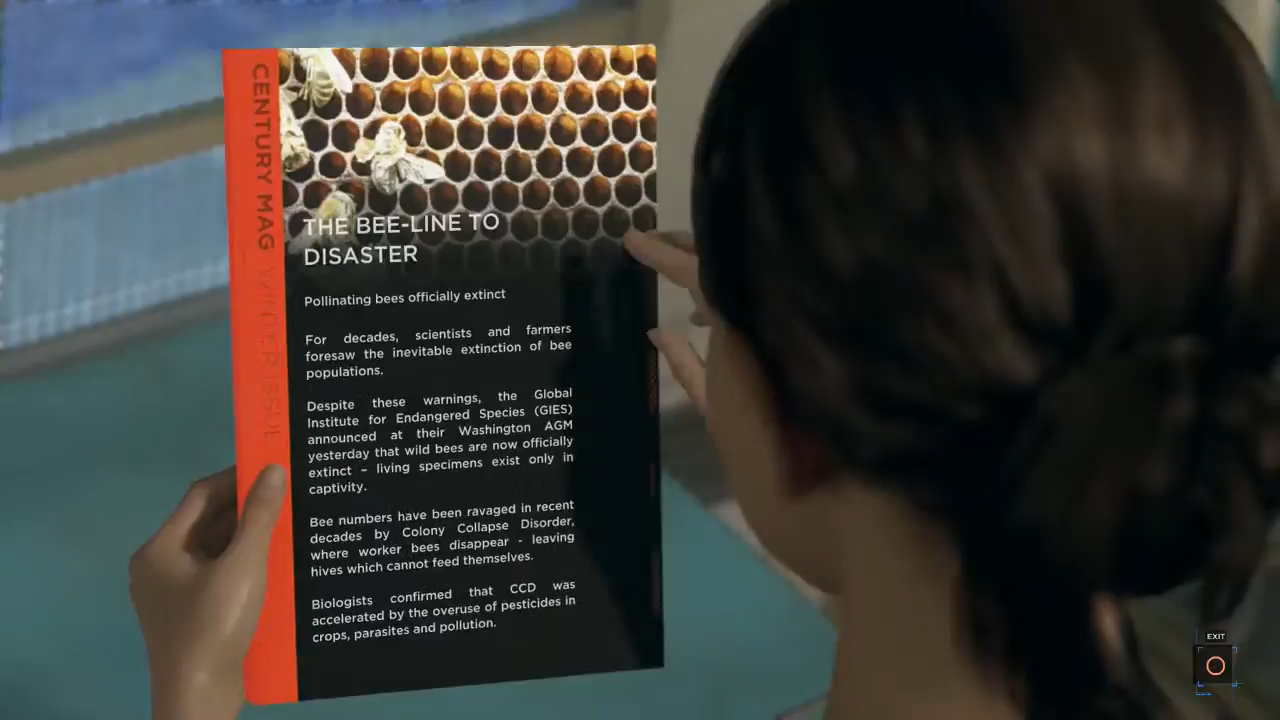 CENTURY MAG WINTER ISSUE
THE BEE-LINE TO
DISASTER
Pollinating bees officially extinct
For decades, scientists and farmers
foresaw the inevitable extinction of bee
populations.
Despite these warnings, the Global
Institute for Endangered Species (GIES)
announced at their Washington AGM
yesterday that wild bees are now officially
extinct – living specimens exist only in
captivity.
Bee numbers have been ravaged in recent
decades by Colony Collapse Disorder,
where worker bees disappear - leaving
hives which cannot feed themselves.
Biologists confirmed that CCD was
accelerated by the overuse of pesticides in
crops, parasites and pollution.
EXIT